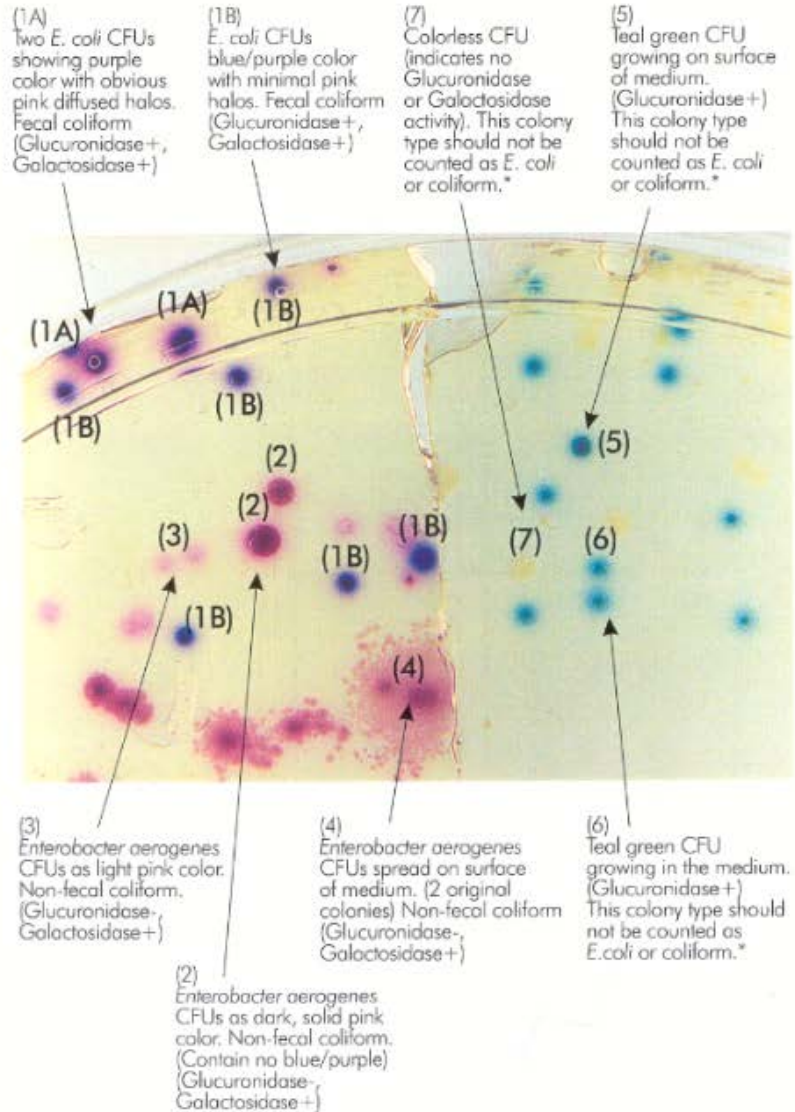 (1A)
Two E. coli CFUs
showing purple
color with obvious
pink diffused halos.
Fecal coliform
(Glucuronidase+,
Galactosidase+)
(1B)
E. coli CFUs
blue/purple color
with minimal pink
halos. Fecal coliform
(Glucuronidase+,
Galactosidase+)
(7)
Colorless CFU
(indicates no
Glucuronidase
or Galactosidase
activity). This colony
type should not be
counted as E. coli
or coliform.*
(5)
Teal green CFU
growing on surface
of medium.
(Glucuronidase+)
This colony type
should not be
counted as E. coli
or coliform.*
(1A)
(1A)
(1B)
(1B)
(1B)
(2)
(2)
(3)
(1B)
(1B)
(1B)
(4)
(5)
(7)
(6)
(3)
Enterobacter aerogenes
CFUs as light pink color.
Non-fecal coliform.
(Glucuronidase-,
Galactosidase+)
(2)
Enterobacter aerogenes
CFUs as dark, solid pink
color. Non-fecal coliform.
(Contain no blue/purple)
(Glucuronidase-,
Galactosidase+)
(4)
Enterobacter aerogenes
CFUs spread on surface
of medium. (2 original
colonies) Non-fecal coliform
(Glucuronidase-,
Galactosidase+)
(6)
Teal green CFU
growing in the medium.
(Glucuronidase+)
This colony type should
not be counted as
E.coli or coliform.*